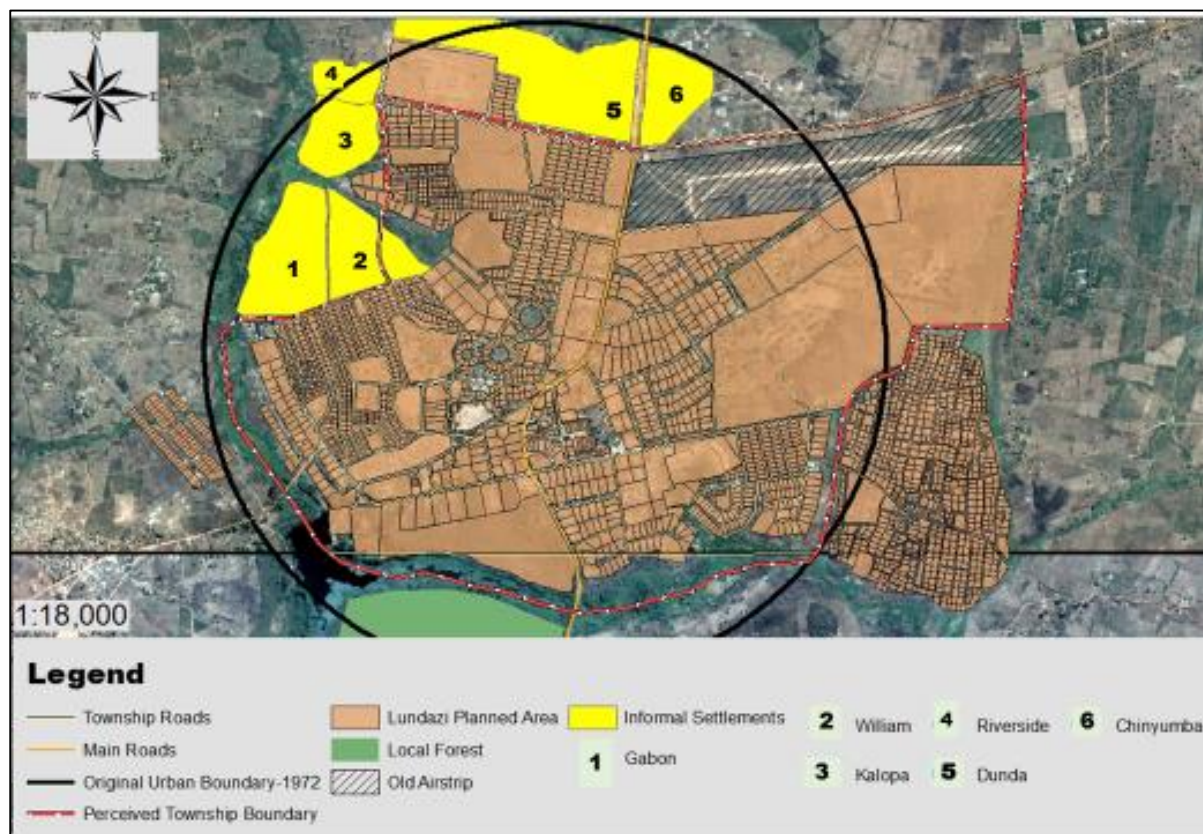 N
W E
S
4
5 6
3
1 2
1:18,000
Legend
Township Roads
Main Roads
Original Urban Boundary-1972
Perceived Township Boundary
Lundazi Planned Area
Local Forest
Old Airstrip
Informal Settlements
1 Gabon
2 William
3 Kalopa
4 Riverside
5 Dunda
6 Chinyumba